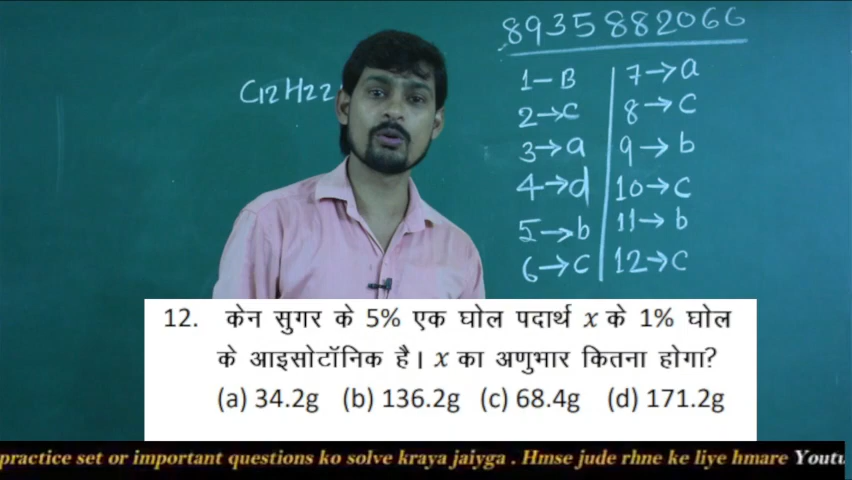 8935882066
C12H22
1–B
2→c
3→a
4→d
5→b
6→c
7→a
8→c
9→b
10→c
11→b
12→c
12. केन सुगर के 5% एक घोल पदार्थ x के 1% घोल
के आइसोटॉनिक है। x का अणुभार कितना होगा?
(a) 34.2g (b) 136.2g (c) 68.4g (d) 171.2g
practice set or important questions ko solve kraya jaiyga . Hmse jude rhne ke liye hmare